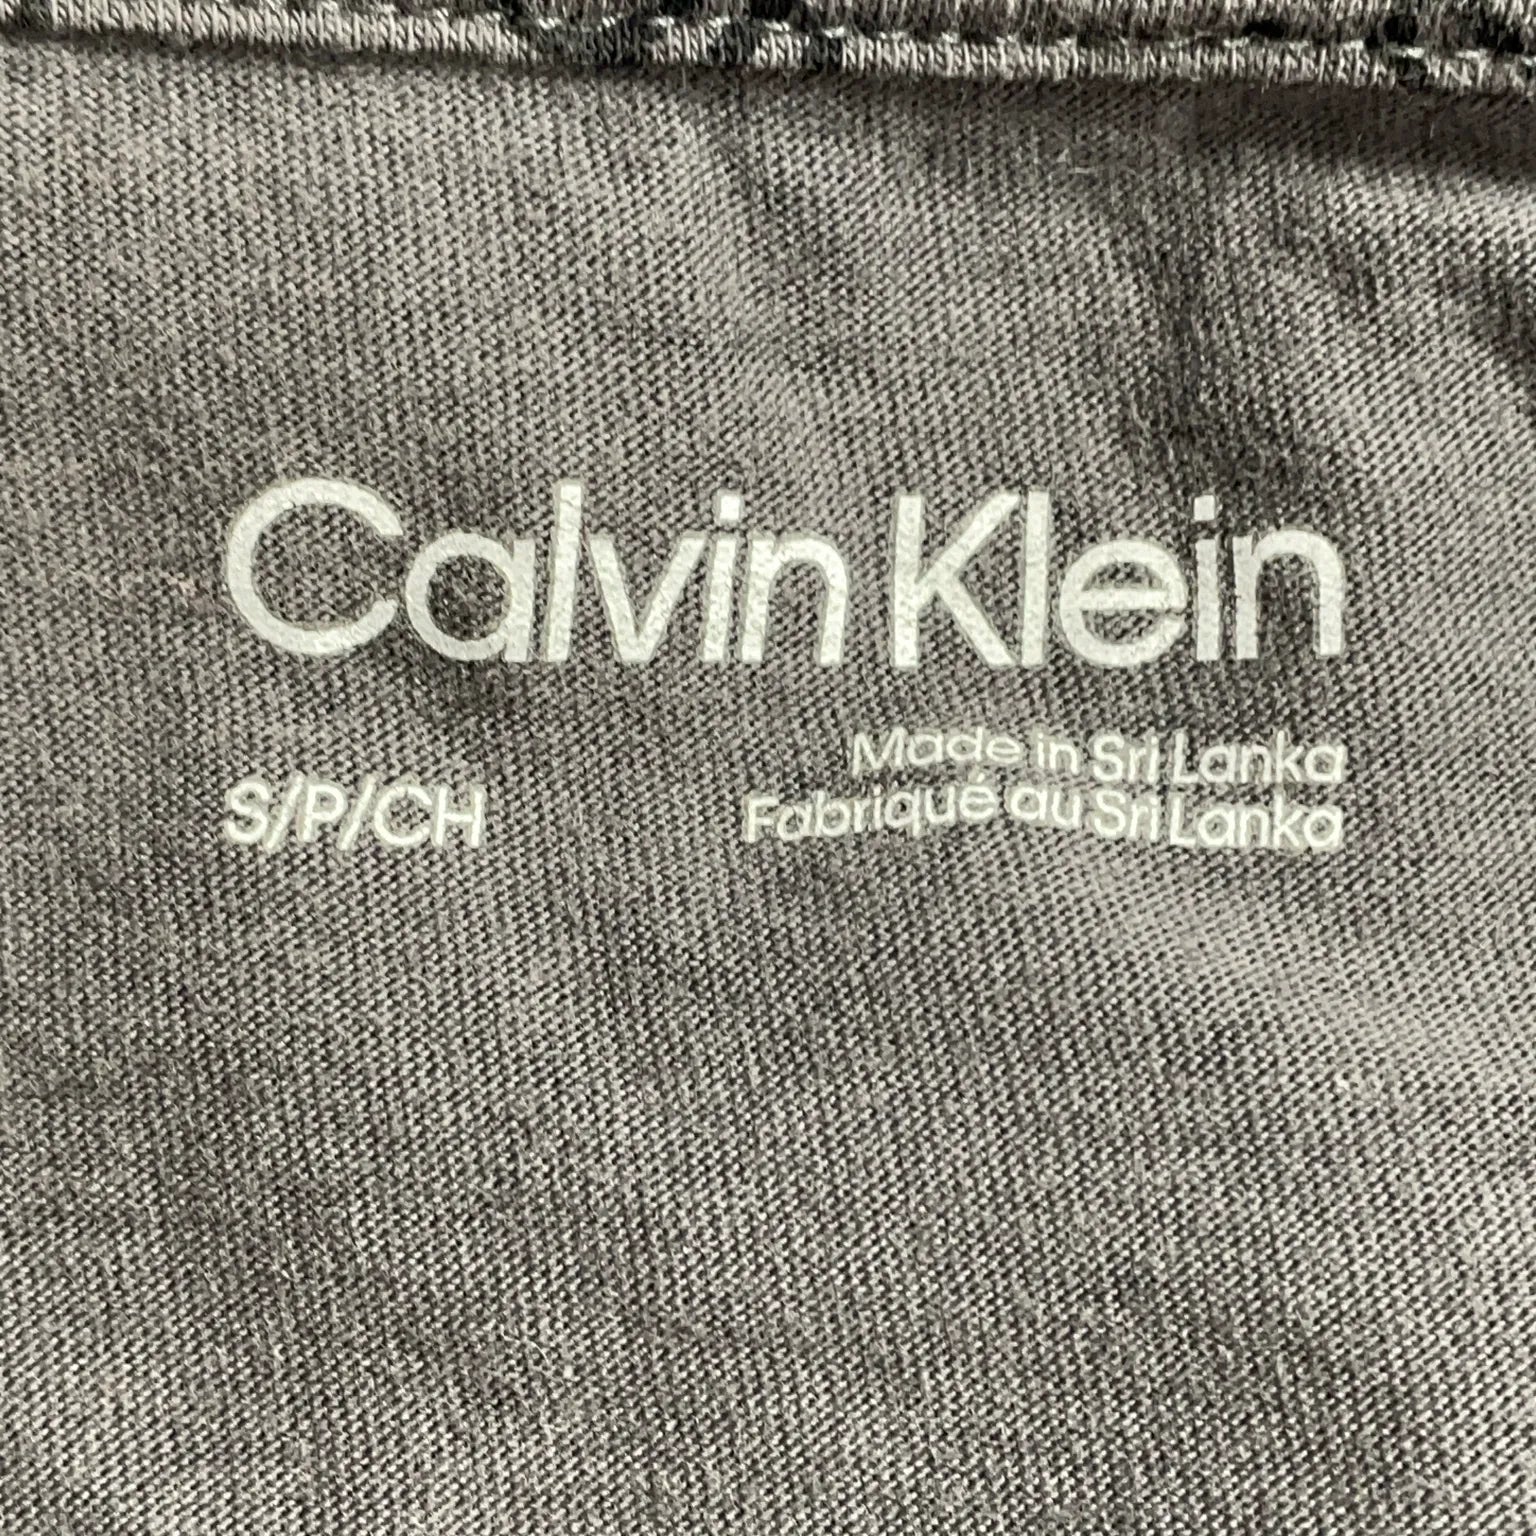 Calvin Klein
Made in Sri Lanka
S/P/CH
Fabriqué au Sri Lanka